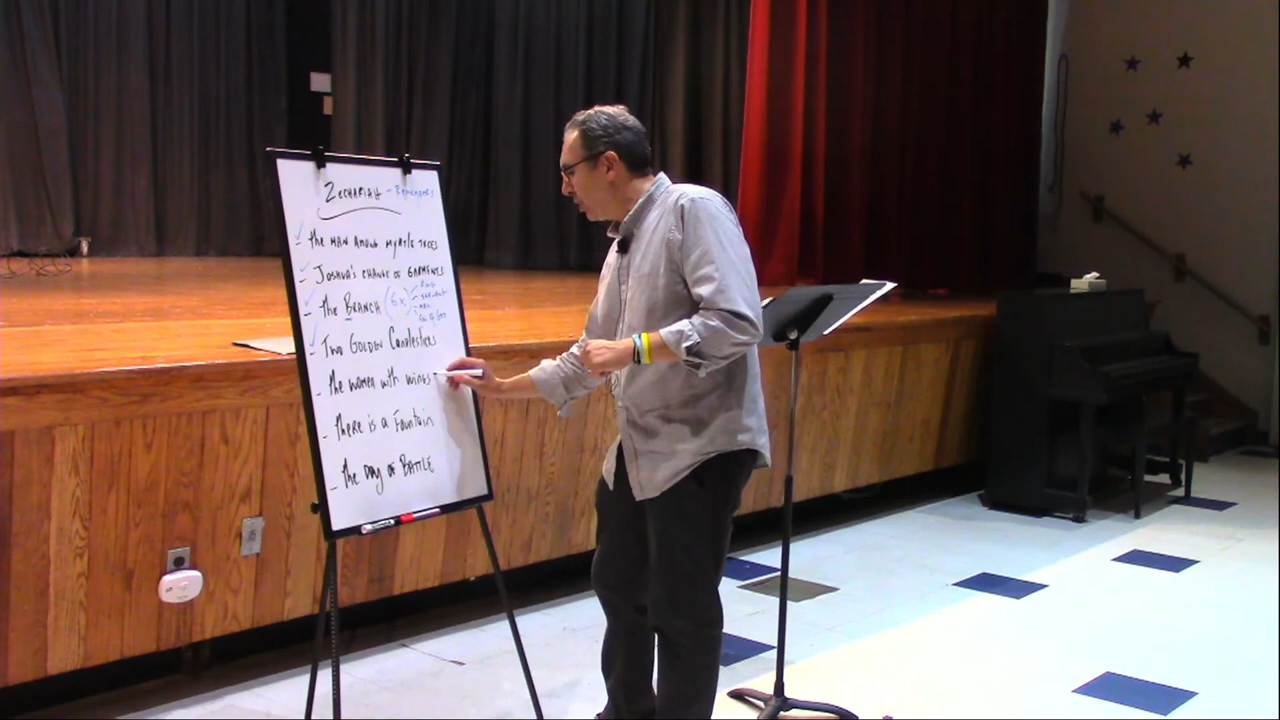 Zechariah - Remembers
- the man among myrtle trees
- Joshua's change of garments
- the Branch (6x)
- Two Golden Candlesticks
- the women with wings
- there is a Fountain
- the Day of Battle